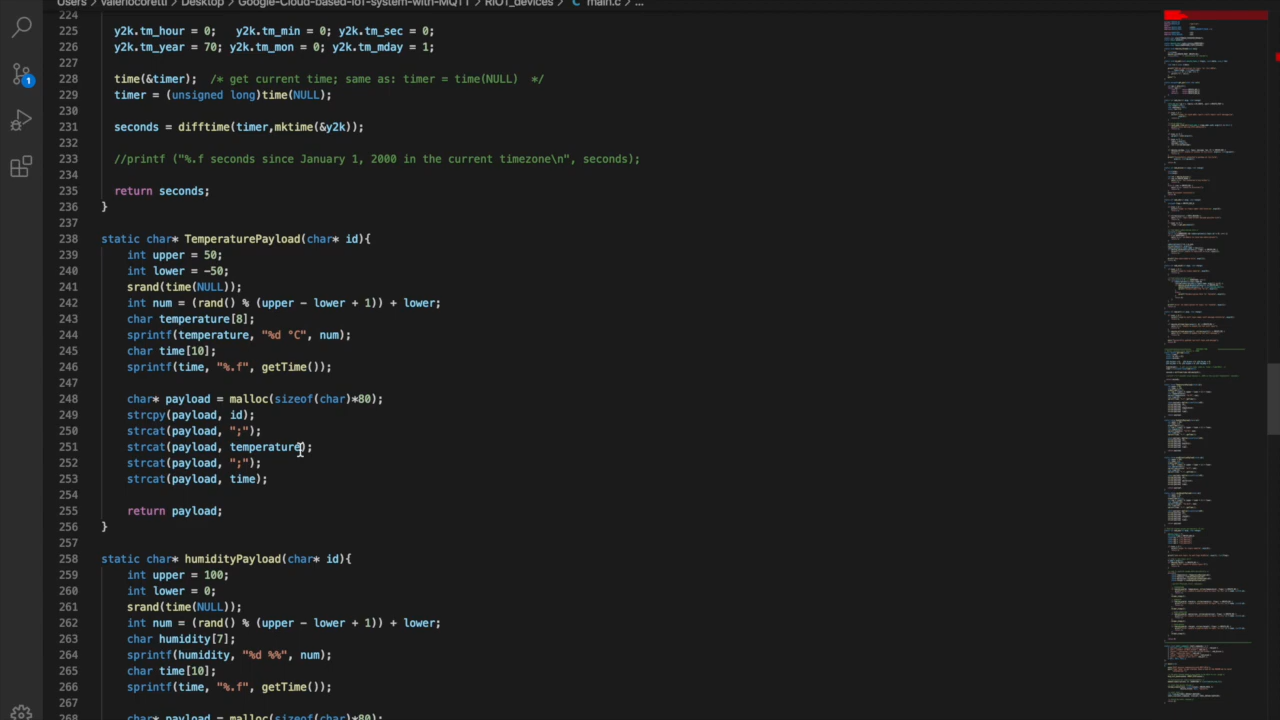 Users > valeriocoretti > Desktop > Google-Cloud-based-IoT-system-with-MQTT > RIOT_devices > C main.c > ...
224
225 y2k.tm_hour = 0;   y2k.tm_min = 0; y2k.tm_sec = 0;
226 y2k.tm_year = 70; y2k.tm_mon = 0; y2k.tm_mday = 1;
227
228 time(&timer);  /* get current time; same as: timer = time(NULL)  */
229 timer = (unsigned long)time(NULL);
230
231 seconds = difftime(timer,mktime(&y2k));
232
233 //printf ("%.f seconds since January 1, 2000 in the current timezone\n", seconds);
234
235 return seconds;
236 }
237
238 static char* TemperaturePayload(char* id){
239 int upper = 50;
240 int lower = -50;
241 srand(time(NULL));
242 int num = (rand() % (upper - lower + 1)) + lower;
243 char temperature[8];
244 sprintf(temperature, "%d °C", num);
245 char time[10];
246 sprintf(time, "%.f", getTime());
247
248 char* payload = malloc(sizeof(char)*80);
249 strcpy(payload, id);
250 strcat(payload, ";");
251 strcat(payload, temperature);
252 strcat(payload, ";");
253 strcat(payload, time);
254
255 return payload;
256 }
257
258 static char* humidityPayload(char* id){
259 int upper = 100;
260 int lower = 0;
261 srand(time(NULL));
262 int num = (rand() % (upper - lower + 1)) + lower;
263 char humidity[7];
264 sprintf(humidity, "%d %%", num);
265 char time[10];
266 sprintf(time, "%.f", getTime());
267
268 char* payload = malloc(sizeof(char)*80);
1